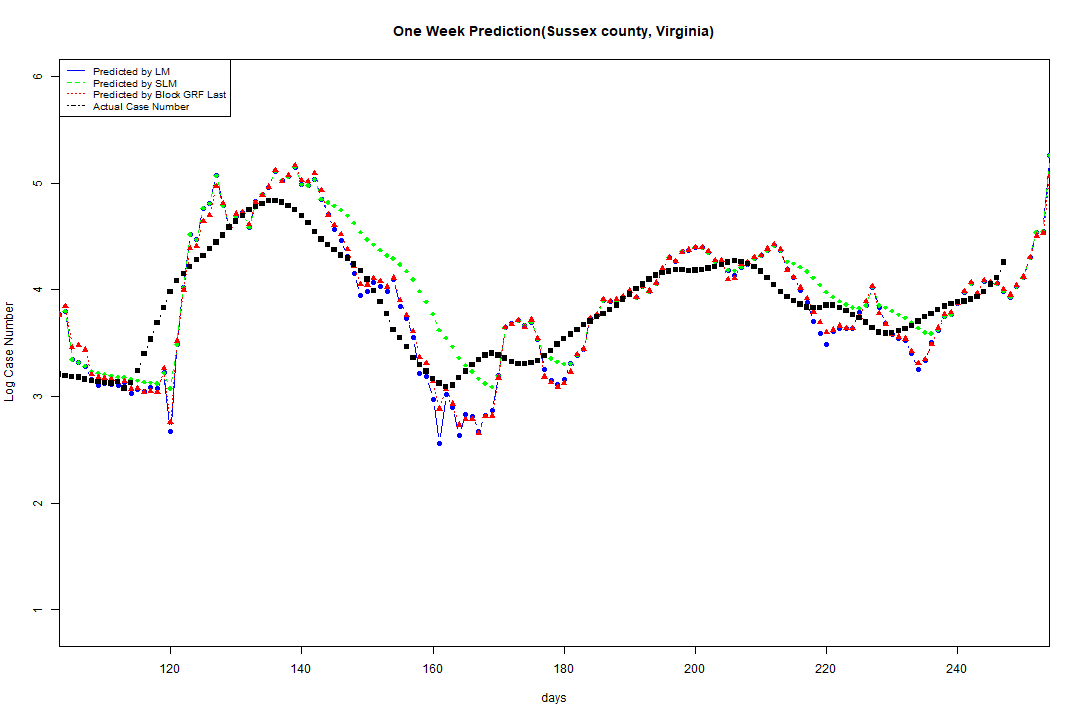 One Week Prediction(Sussex county, Virginia)
Predicted by LM
Predicted by SLM
Predicted by Block GRF Last
Actual Case Number
Log Case Number
6
5
4
3
2
1
120 140 160 180 200 220 240
days